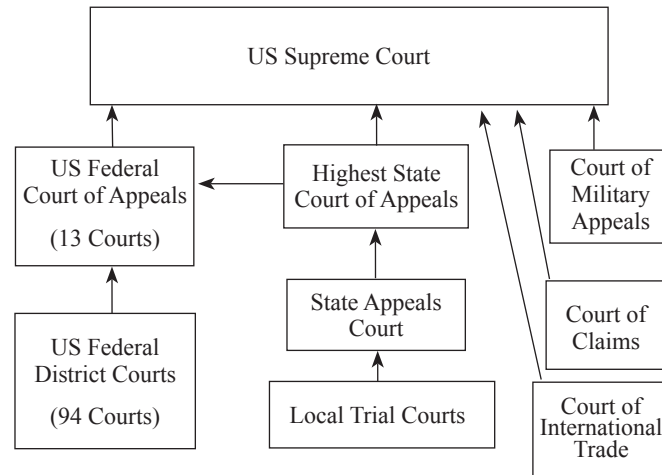 US Supreme Court
US Federal
Court of Appeals
(13 Courts)
Highest State
Court of Appeals
Court of
Military
Appeals
State Appeals
Court
Court of
Claims
US Federal
District Courts
(94 Courts)
Local Trial Courts
Court of
International
Trade